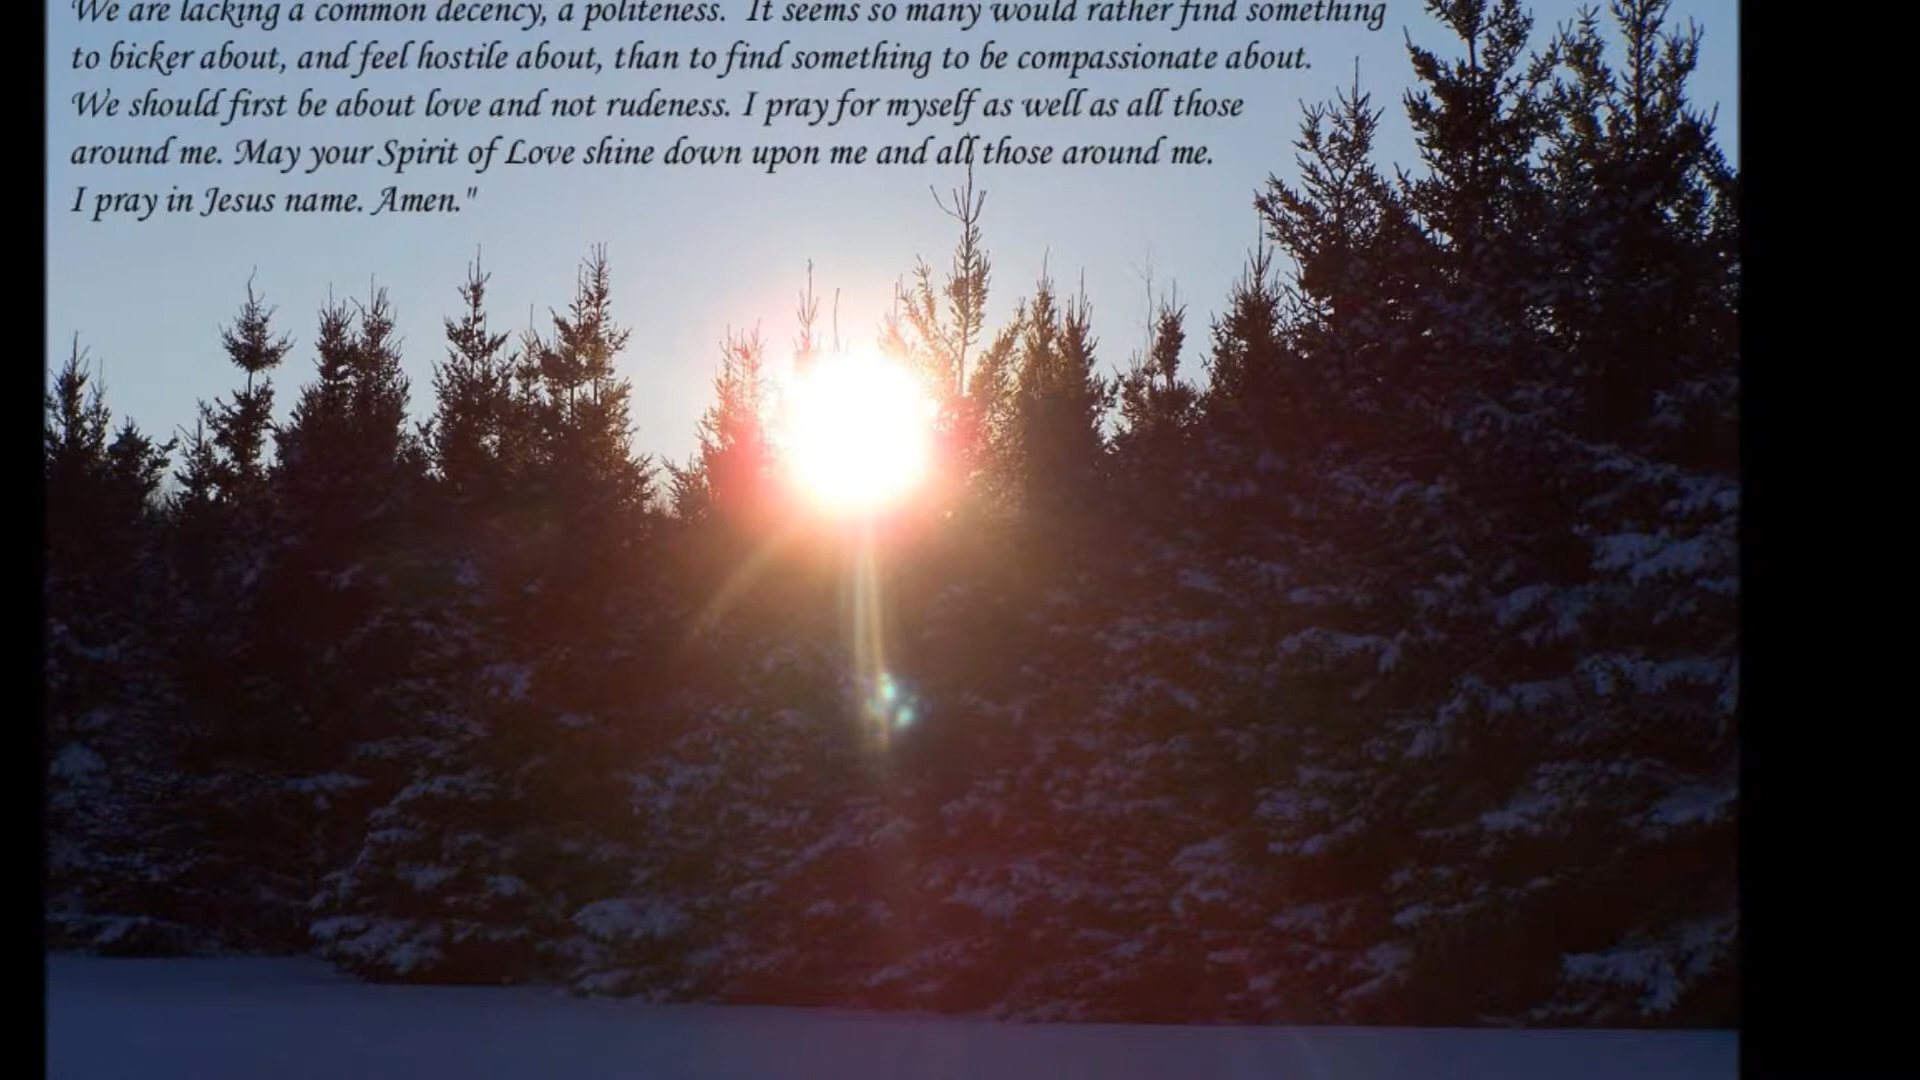 We are lacking a common decency, a politeness.  It seems so many would rather find something
to bicker about, and feel hostile about, than to find something to be compassionate about.
We should first be about love and not rudeness. I pray for myself as well as all those
around me. May your Spirit of Love shine down upon me and all those around me.
I pray in Jesus name. Amen."